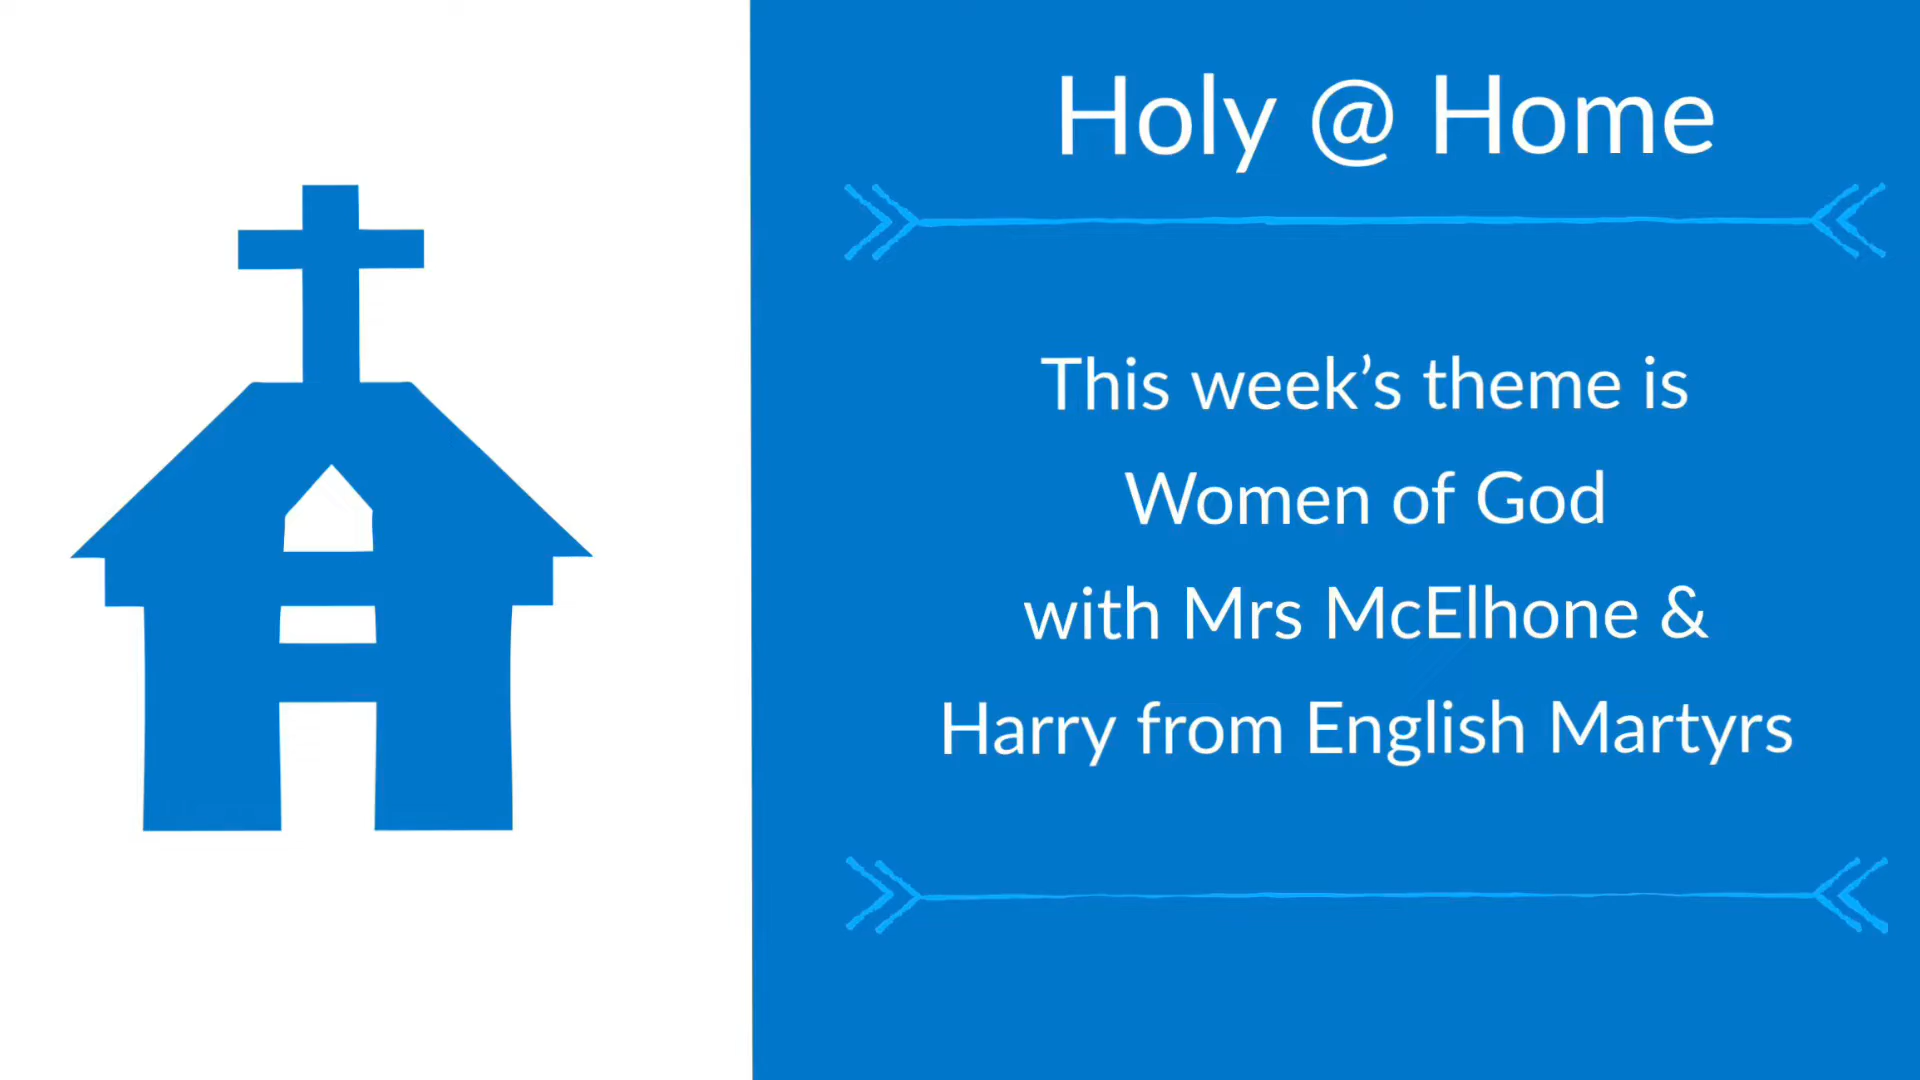 Holy @ Home
This week’s theme is
Women of God
with Mrs McElhone &
Harry from English Martyrs